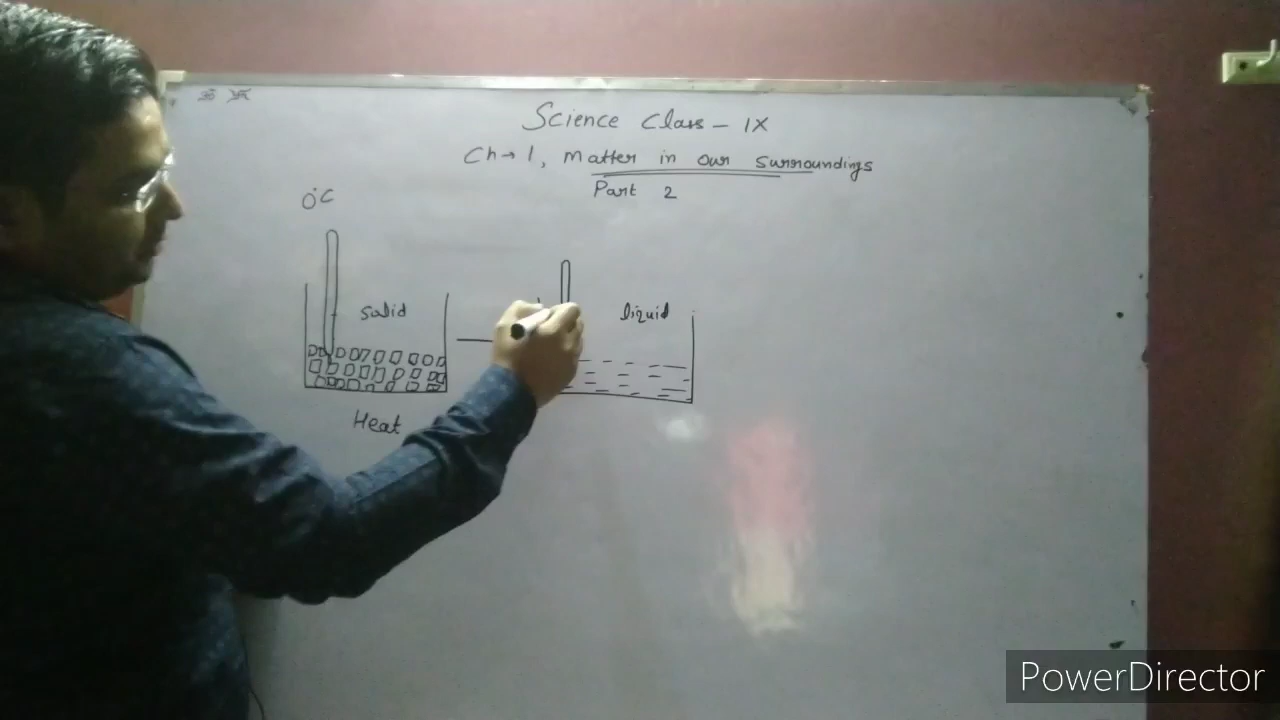 Science Class - IX
Ch→ 1, Matter in our surroundings
Part 2
0°C
Solid
liquid
Heat
PowerDirector